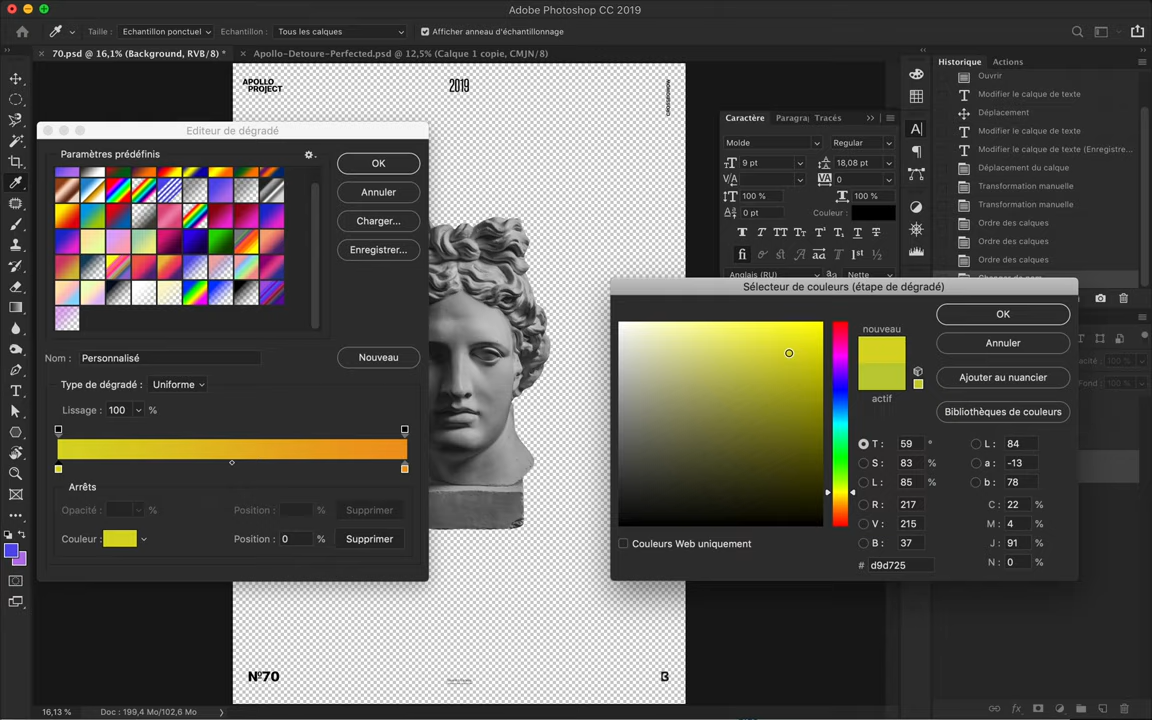 Adobe Photoshop CC 2019
Taille : Echantillon ponctuel Echantillon : Tous les calques Afficher anneau d'échantillonnage
70.psd @ 16,1% (Background, RVB/8) * Apollo-Detoure-Perfected.psd @ 12,5% (Calque 1 copie, CMJN/8)
APOLLO
PROJECT
2019
Editeur de dégradé
Paramètres prédéfinis
OK
Annuler
Charger...
Enregistrer...
Nom : Personnalisé
Nouveau
Type de dégradé : Uniforme
Lissage : 100 %
Arrêts
Opacité : % Position : % Supprimer
Couleur : Position : 0 % Supprimer
Nº70
B
16,13 % Doc : 199,4 Mo/102,6 Mo
Caractère Paragra Tracés
Molde Regular
9 pt 18,08 pt
0
100 % 100 %
0 pt Couleur :
Anglais (RU) Nette
Historique Actions
Ouvrir
Modifier le calque de texte
Déplacement
Modifier le calque de texte
Modifier le calque de texte (Enregistre...
Déplacement du calque
Transformation manuelle
Transformation manuelle
Ordre des calques
Ordre des calques
Ordre des calques
Sélecteur de couleurs (étape de dégradé)
nouveau
actif
OK
Annuler
Ajouter au nuancier
Bibliothèques de couleurs
T : 59 ° L : 84
S : 83 % a : -13
L : 85 % b : 78
R : 217 C : 22 %
V : 215 M : 4 %
B : 37 J : 91 %
# d9d725 N : 0 %
Couleurs Web uniquement
100 %
Fond : 100 %